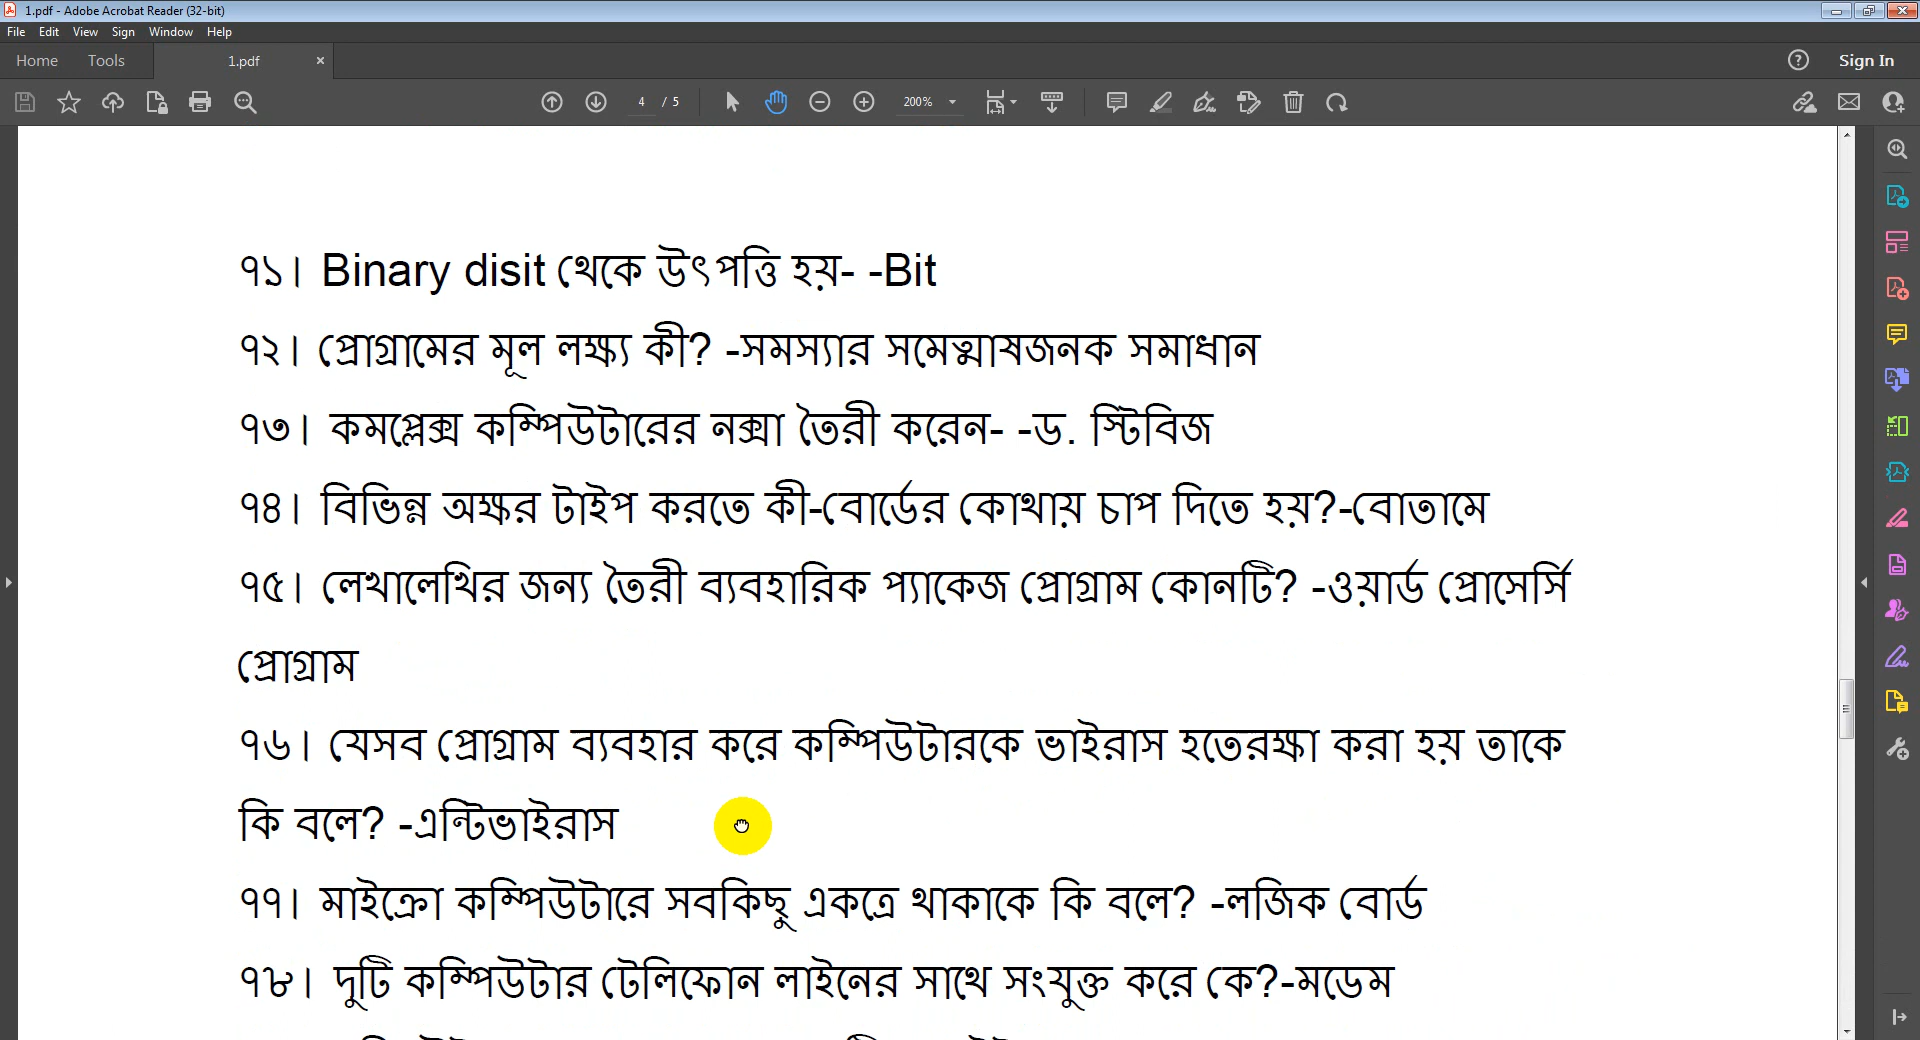 1.pdf - Adobe Acrobat Reader (32-bit)
File Edit View Sign Window Help
Home Tools 1.pdf × Sign In
4 / 5 200%
৭১। Binary disit থেকে উৎপত্তি হয়- -Bit
৭২। প্রোগ্রামের মূল লক্ষ্য কী? -সমস্যার সমেত্মাষজনক সমাধান
৭৩। কমপ্লেক্স কম্পিউটারের নক্সা তৈরী করেন- -ড. স্টিবিজ
৭৪। বিভিন্ন অক্ষর টাইপ করতে কী-বোর্ডের কোথায় চাপ দিতে হয়?-বোতামে
৭৫। লেখালেখির জন্য তৈরী ব্যবহারিক প্যাকেজ প্রোগ্রাম কোনটি? -ওয়ার্ড প্রোসের্সি
প্রোগ্রাম
৭৬। যেসব প্রোগ্রাম ব্যবহার করে কম্পিউটারকে ভাইরাস হতেরক্ষা করা হয় তাকে
কি বলে? -এন্টিভাইরাস
৭৭। মাইক্রো কম্পিউটারে সবকিছু একত্রে থাকাকে কি বলে? -লজিক বোর্ড
৭৮। দুটি কম্পিউটার টেলিফোন লাইনের সাথে সংযুক্ত করে কে?-মডেম